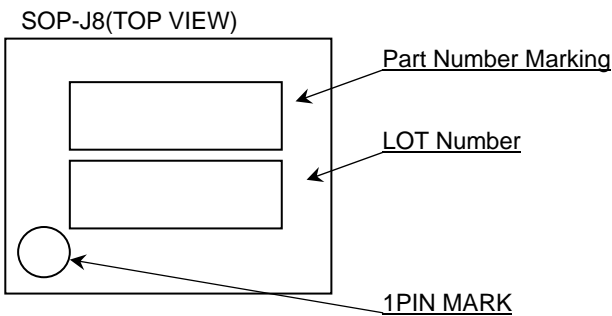 SOP-J8(TOP VIEW)
Part Number Marking
LOT Number
1PIN MARK